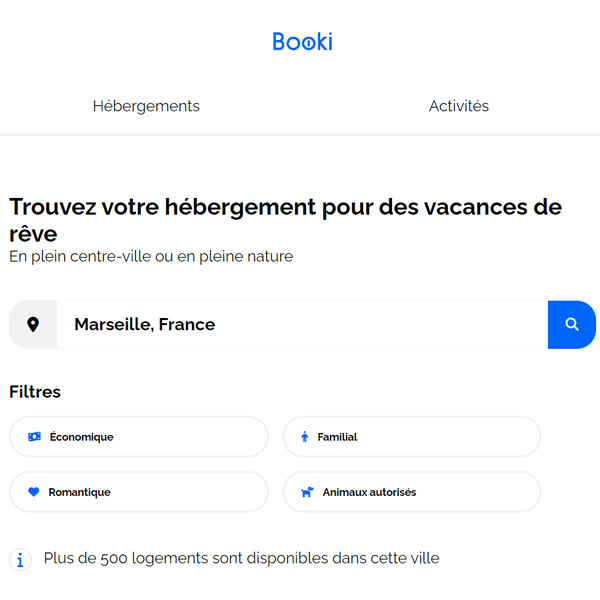 Booki
Hébergements
Activités
Trouvez votre hébergement pour des vacances de
rêve
En plein centre-ville ou en pleine nature
Marseille, France
Filtres
Économique
Familial
Romantique
Animaux autorisés
Plus de 500 logements sont disponibles dans cette ville